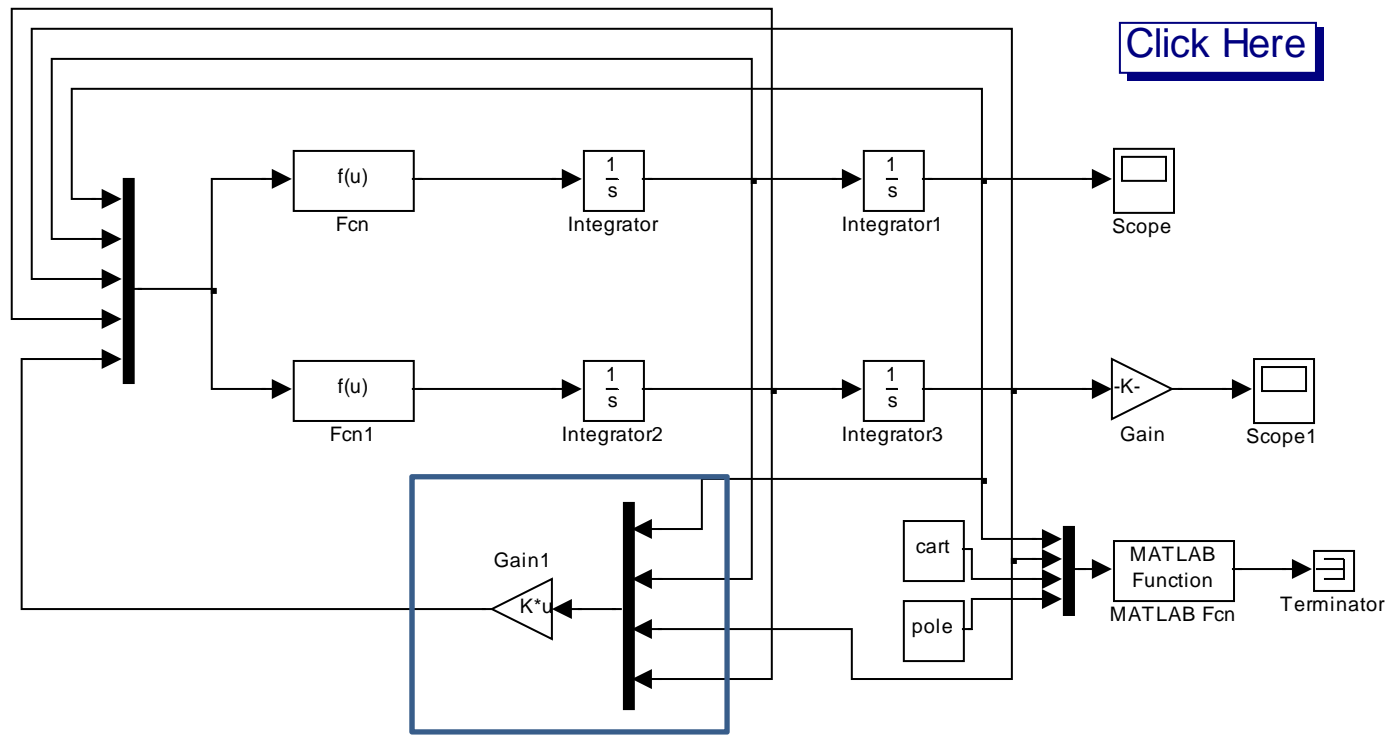 Click Here
f(u)
Fcn
1
s
Integrator
1
s
Integrator1
Scope
f(u)
Fcn1
1
s
Integrator2
1
s
Integrator3
-K-
Gain
Scope1
Gain1
K*u
cart
pole
MATLAB
Function
MATLAB Fcn
Terminator